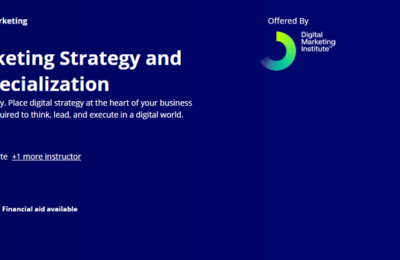 rketing
Offered By
Digital
Marketing
Institute
keting Strategy and
ecialization
y. Place digital strategy at the heart of your business
uired to think, lead, and execute in a digital world.
te +1 more instructor
Financial aid available